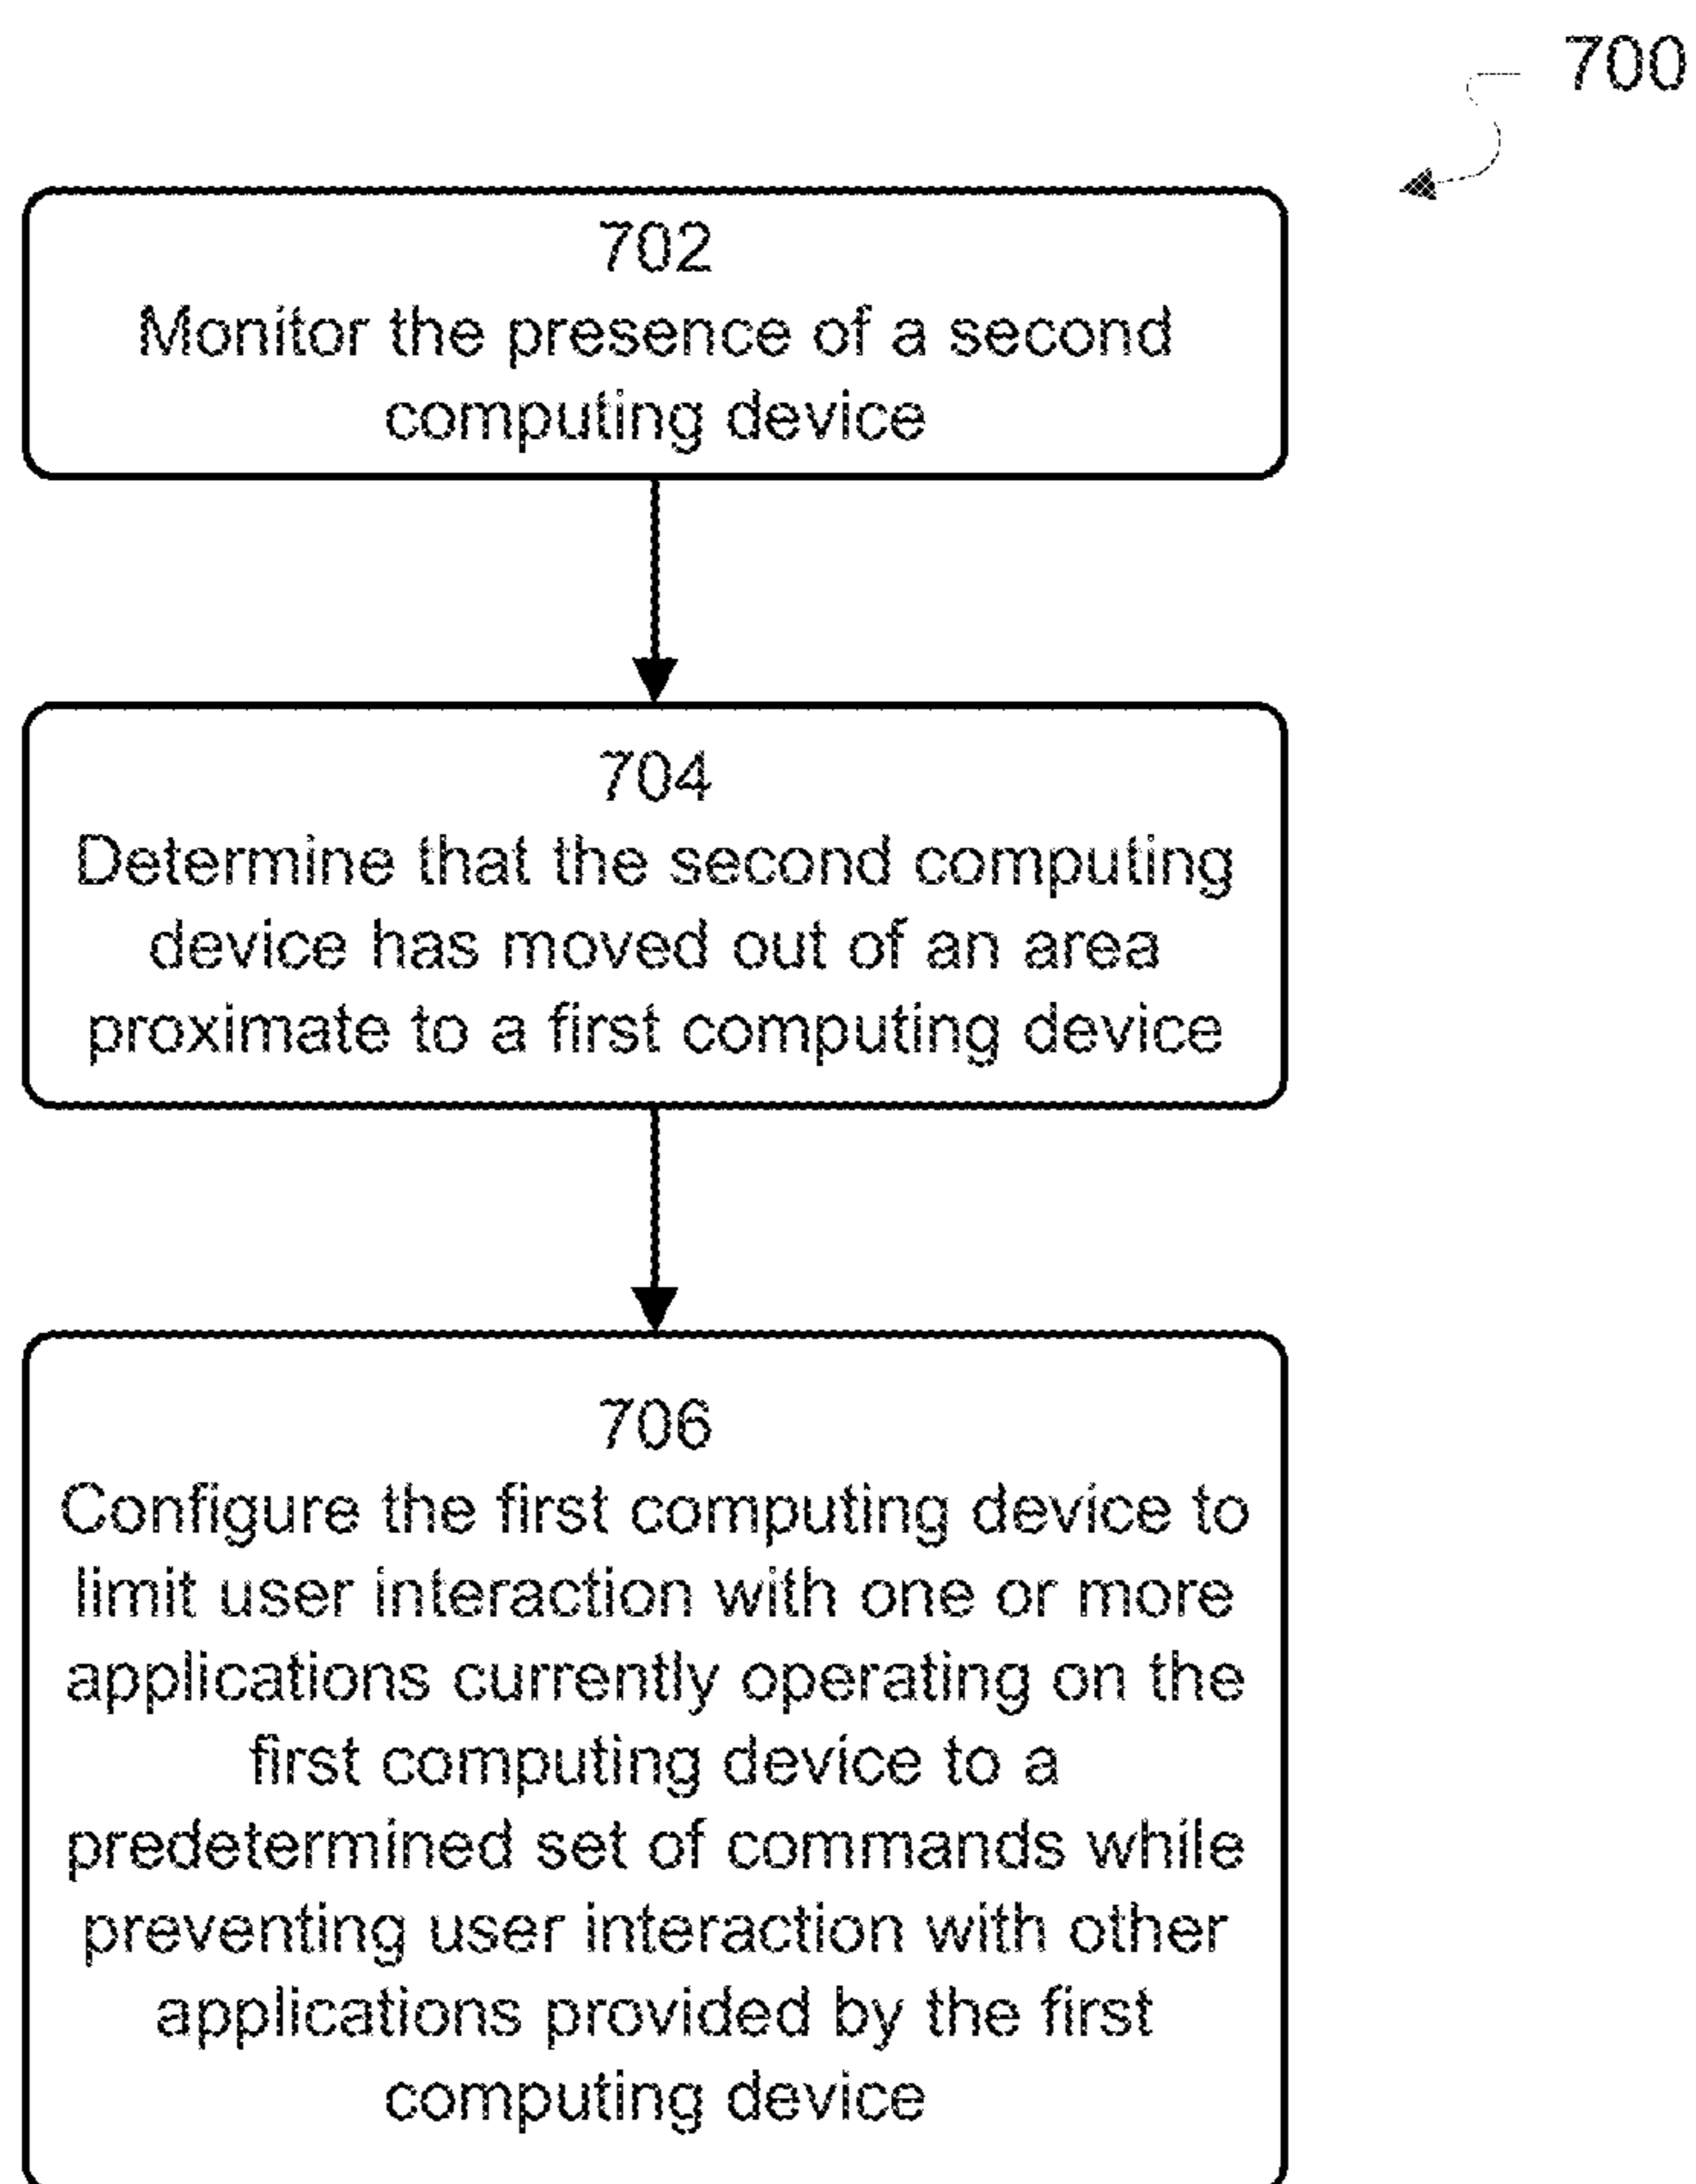 700
702
Monitor the presence of a second
computing device
704
Determine that the second computing
device has moved out of an area
proximate to a first computing device
706
Configure the first computing device to
limit user interaction with one or more
applications currently operating on the
first computing device to a
predetermined set of commands while
preventing user interaction with other
applications provided by the first
computing device